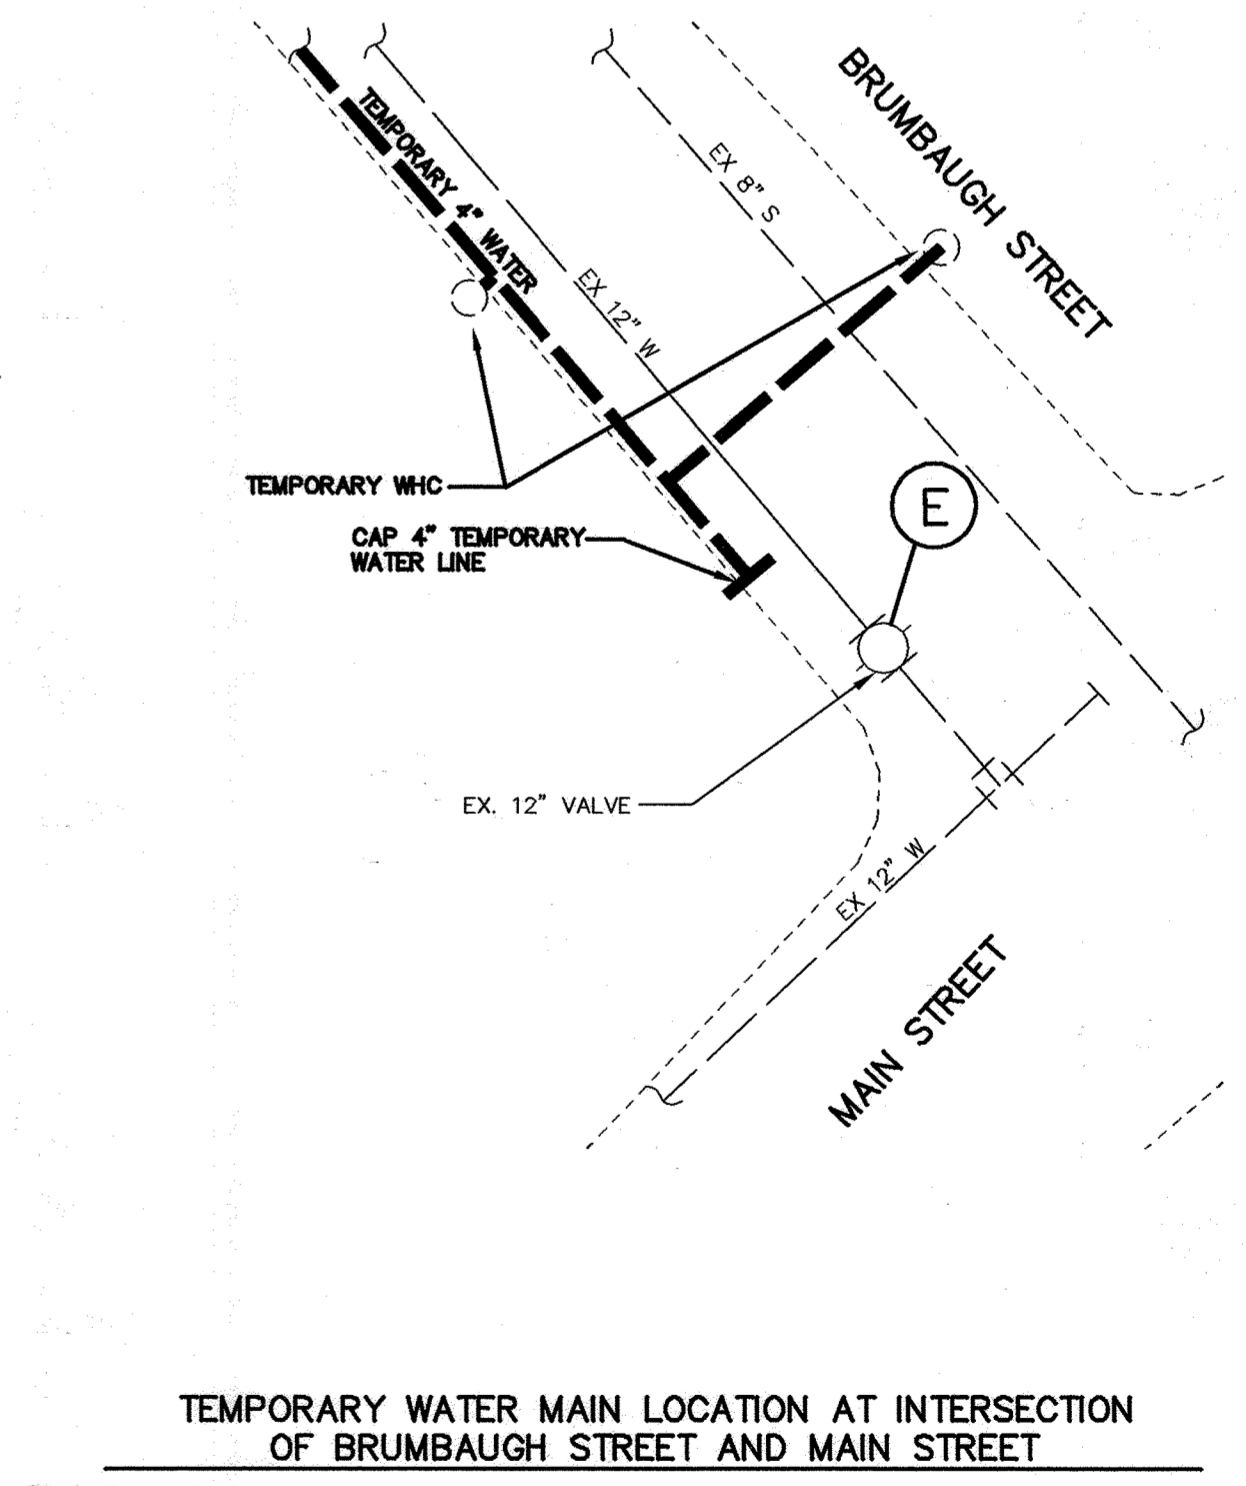 BRUMBAUGH STREET
TEMPORARY 4" WATER
EX 8" S
EX 12" W
TEMPORARY WHC
CAP 4" TEMPORARY
WATER LINE
E
EX. 12" VALVE
EX 12" W
MAIN STREET
TEMPORARY WATER MAIN LOCATION AT INTERSECTION
OF BRUMBAUGH STREET AND MAIN STREET